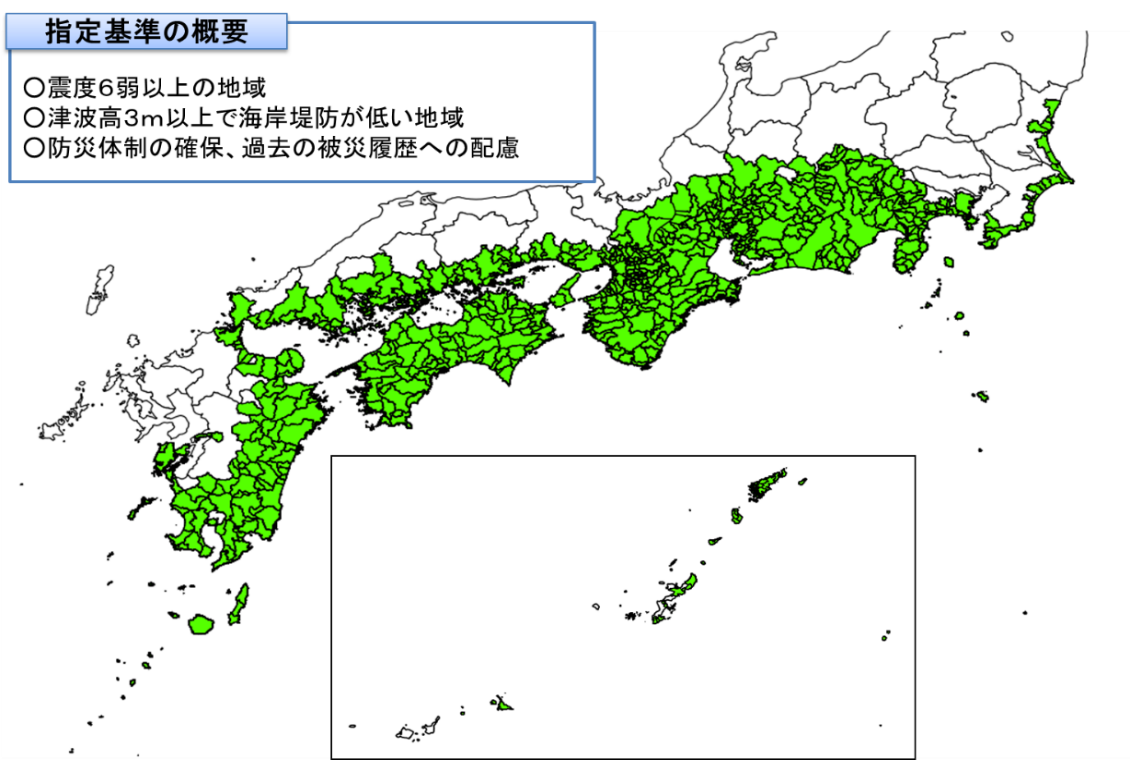 指定基準の概要
○震度6弱以上の地域
○津波高3m以上で海岸堤防が低い地域
○防災体制の確保、過去の被災履歴への配慮